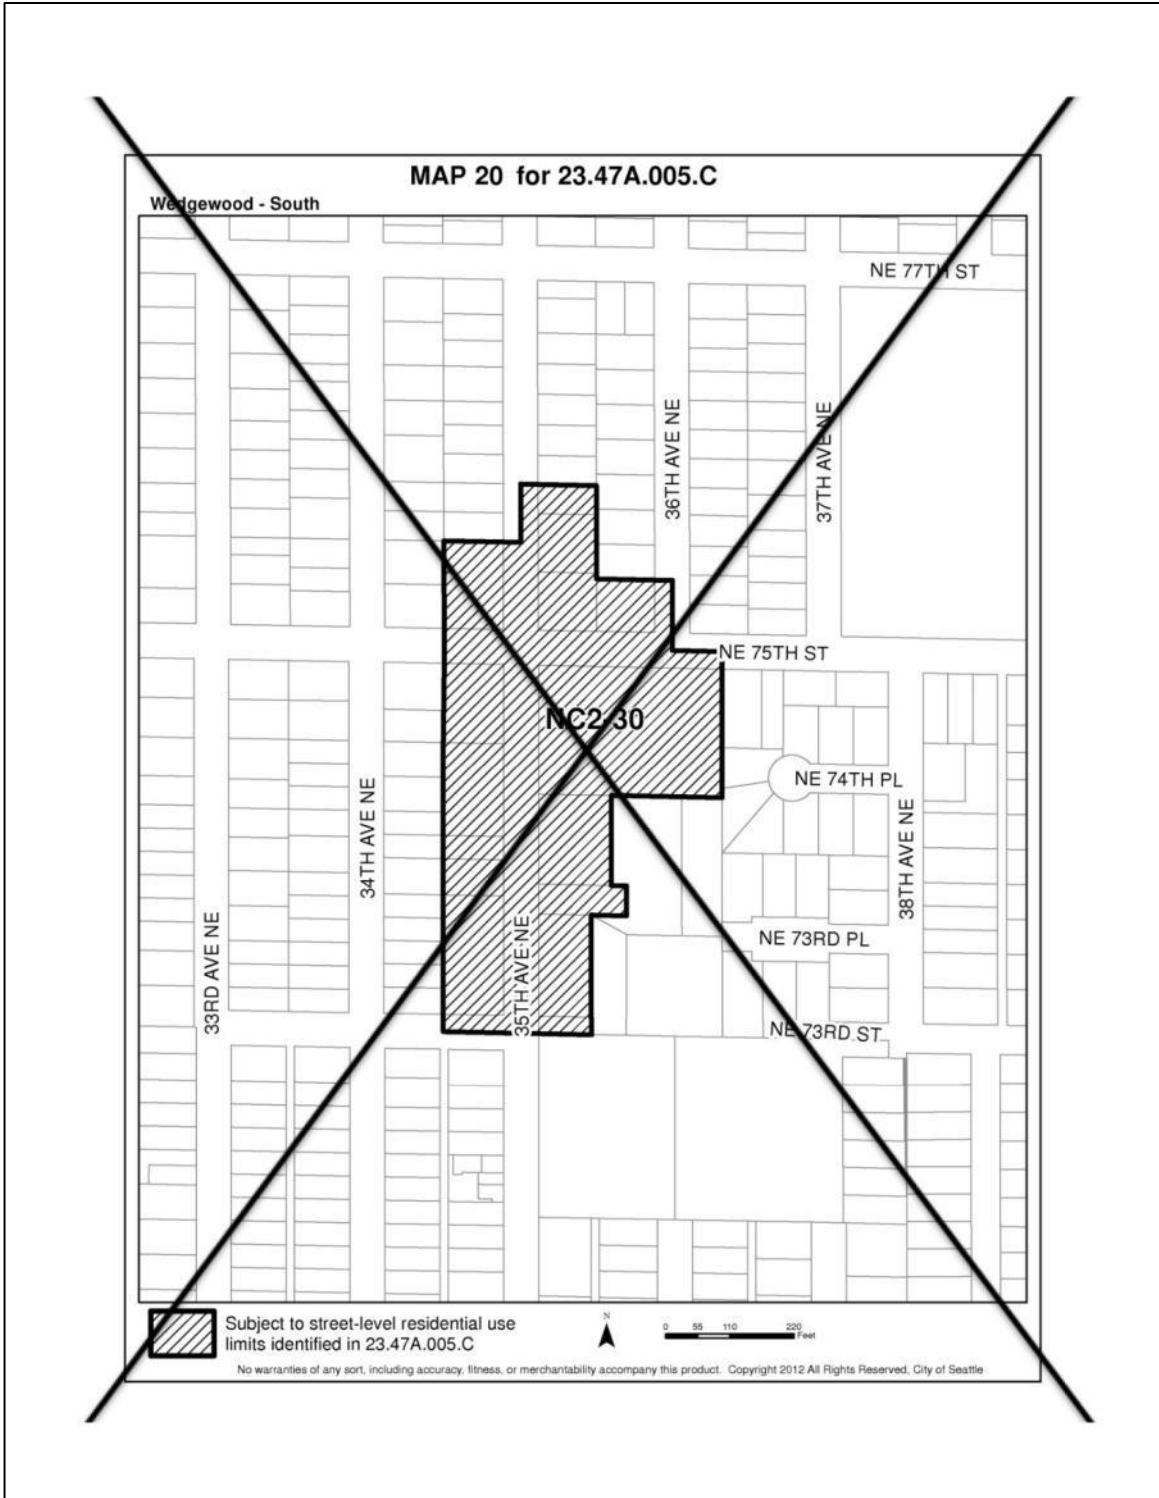 MAP 20 for 23.47A.005.C
Wedgewood - South
NE 77TH ST
36TH AVE NE
37TH AVE NE
NE 75TH ST
NC2-30
NE 74TH PL
34TH AVE NE
38TH AVE NE
33RD AVE NE
35TH AVE NE
NE 73RD PL
NE 73RD ST
Subject to street-level residential use
limits identified in 23.47A.005.C
N
0 55 110 220
Feet
No warranties of any sort, including accuracy, fitness, or merchantability accompany this product. Copyright 2012 All Rights Reserved, City of Seattle